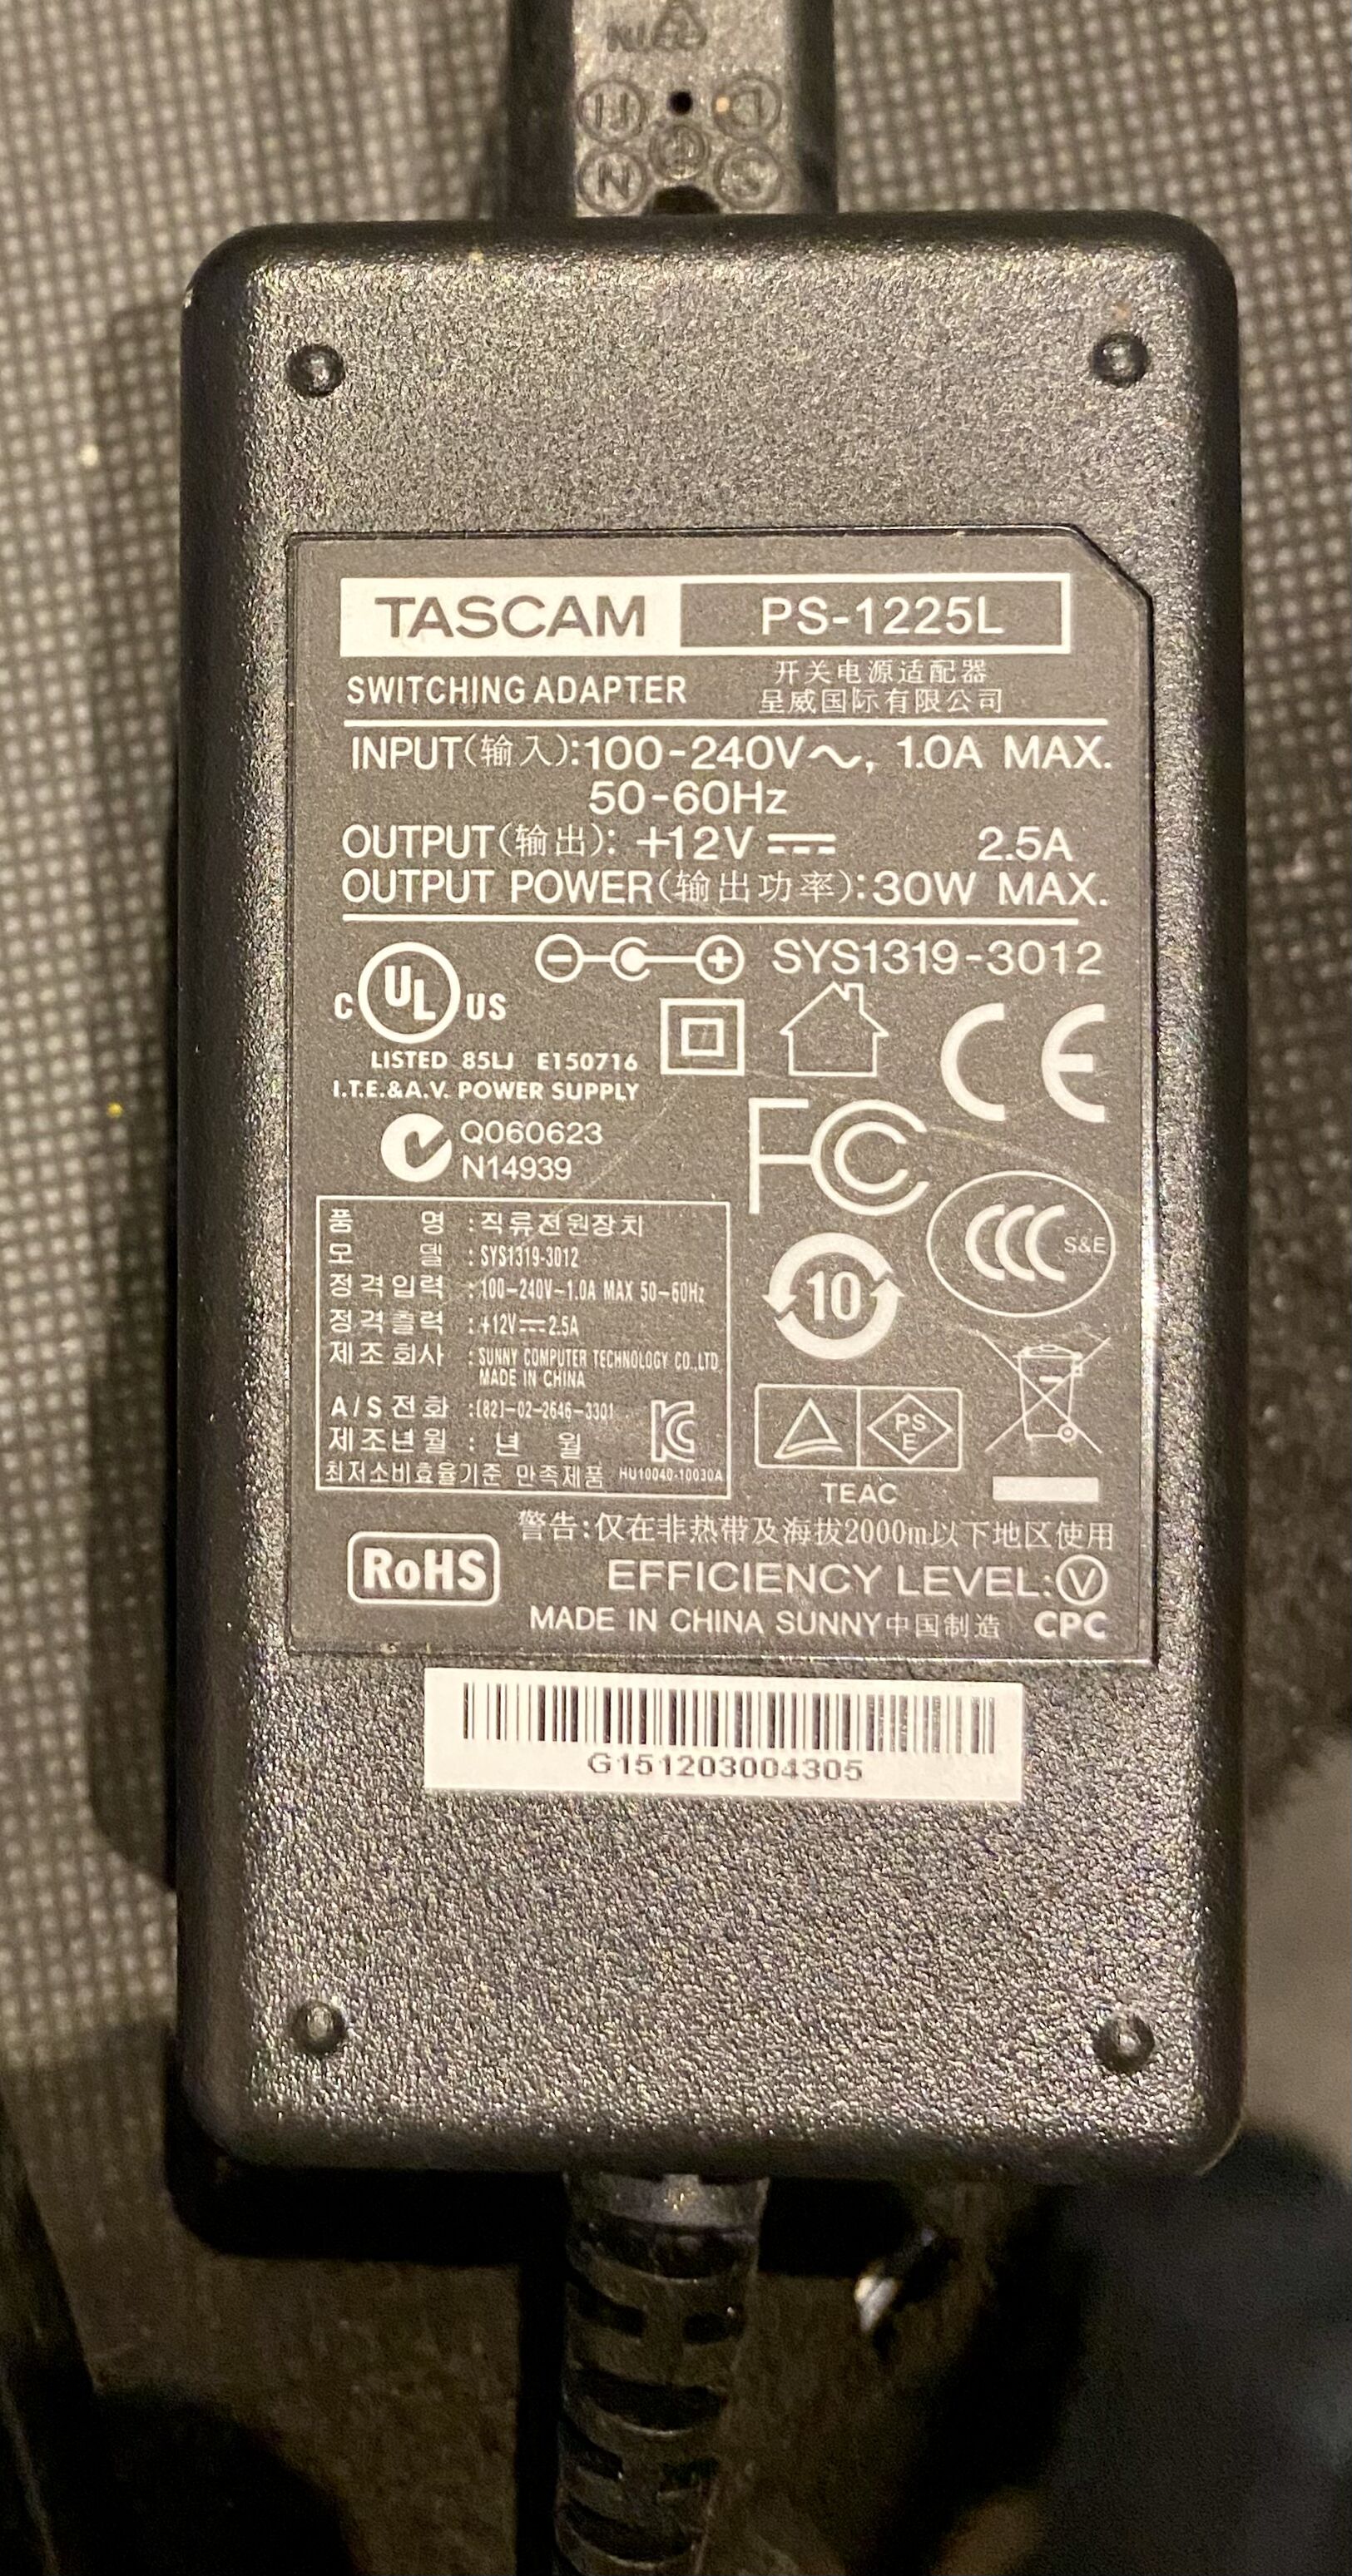 TASCAM PS-1225L
SWITCHING ADAPTER
开关电源适配器
呈威国际有限公司
INPUT(输入):100-240V~, 1.0A MAX.
50-60Hz
OUTPUT(输出): +12V 2.5A
OUTPUT POWER(输出功率):30W MAX.
SYS1319-3012
C UL US
LISTED 85LJ E150716
I.T.E.&A.V. POWER SUPPLY
CE
Q060623
N14939
FC
CCC S&E
10
품 명 :직류전원장치
모 델 :SYS1319-3012
정격입력 :100-240V~1.0A MAX 50~60Hz
정격출력 :+12V 2.5A
제조회사 :SUNNY COMPUTER TECHNOLOGY CO.,LTD
MADE IN CHINA
A/S전화 :(82)-02-2646-3301
제조년월 : 년 월
최저소비효율기준 만족제품
HU10040-10030A
PS
E
TEAC
警告:仅在非热带及海拔2000m以下地区使用
RoHS
EFFICIENCY LEVEL:V
MADE IN CHINA SUNNY中国制造 CPC
G151203004305